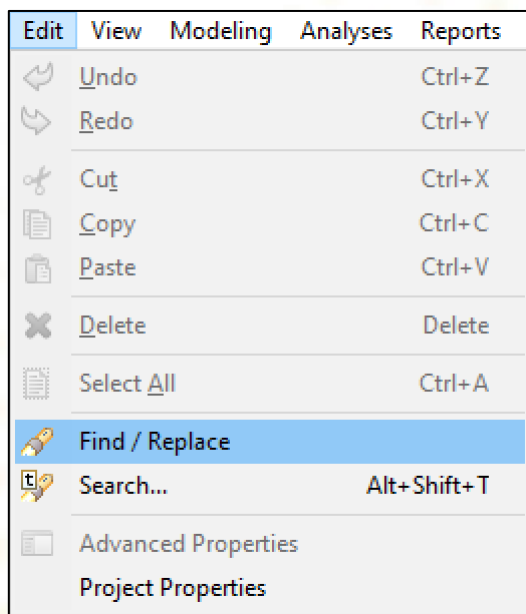 Edit View Modeling Analyses Reports
Undo Ctrl+Z
Redo Ctrl+Y
Cut Ctrl+X
Copy Ctrl+C
Paste Ctrl+V
Delete Delete
Select All Ctrl+A
Find / Replace
t
Search... Alt+Shift+T
Advanced Properties
Project Properties